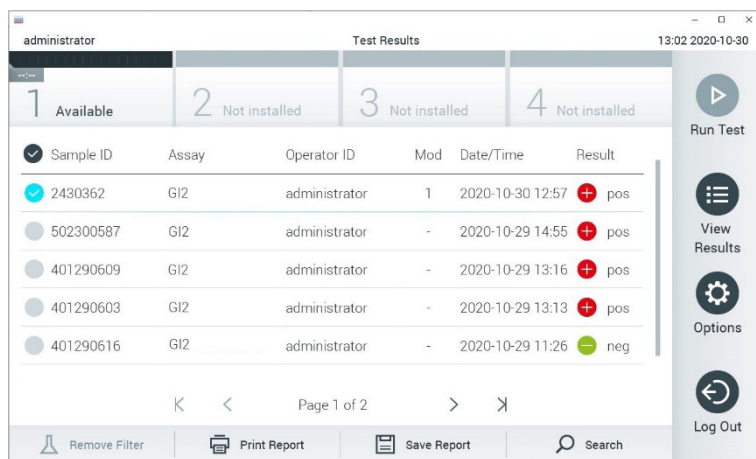 administrator Test Results 13:02 2020-10-30
--:--
1 Available 2 Not installed 3 Not installed 4 Not installed
Run Test
Sample ID Assay Operator ID Mod Date/Time Result
2430362 GI2 administrator 1 2020-10-30 12:57 pos
502300587 GI2 administrator - 2020-10-29 14:55 pos
View Results
401290609 GI2 administrator - 2020-10-29 13:16 pos
401290603 GI2 administrator - 2020-10-29 13:13 pos
Options
401290616 GI2 administrator - 2020-10-29 11:26 neg
Page 1 of 2
Log Out
Remove Filter Print Report Save Report Search